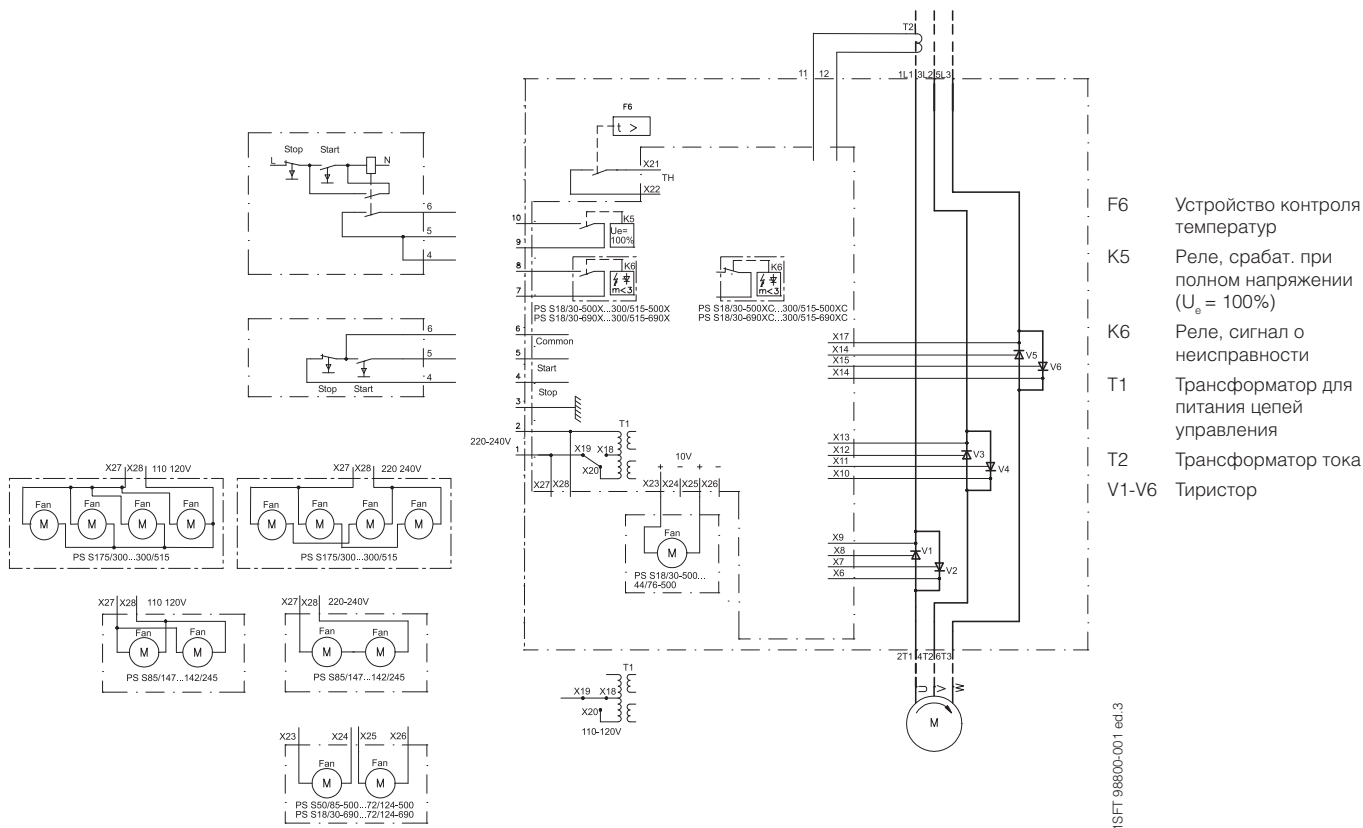 T2
11 12 1L1 3L2 5L3
F6
t >
X21
TH
X22
Stop Start
L N
6
5
4
10
9
K5
Ue=
100%
8
7
K6
m<3
PS S18/30-500X...300/515-500X
PS S18/30-690X...300/515-690X
K6
m<3
PS S18/30-500XC...300/515-500XC
PS S18/30-690XC...300/515-690XC
6
Common
5
Start
4
Stop
3
2
220-240V
1
T1
X19 X18
X20
X27 X28
6
5
4
Stop Start
10V
+ - + -
X23 X24 X25 X26
Fan
M
PS S18/30-500...
44/76-500
X17
X14
X15
X14
V5
V6
X13
X12
X11
X10
V3
V4
X9
X8
X7
X6
V1
V2
2T1 4T2 6T3
U V W
M
X27 X28 110 120V
Fan Fan Fan Fan
M M M M
PS S175/300...300/515
X27 X28 220 240V
Fan Fan Fan Fan
M M M M
PS S175/300...300/515
X27 X28 110 120V
Fan Fan
M M
PS S85/147...142/245
X27 X28 220-240V
Fan Fan
M M
PS S85/147...142/245
T1
X19 X18
X20
110-120V
X23 X24 X25 X26
Fan Fan
M M
PS S50/85-500...72/124-500
PS S18/30-690...72/124-690
F6 Устройство контроля
температур
K5 Реле, срабат. при
полном напряжении
(Ue = 100%)
K6 Реле, сигнал о
неисправности
T1 Трансформатор для
питания цепей
управления
T2 Трансформатор тока
V1-V6 Тиристор
1SFT 98800-001 ed.3